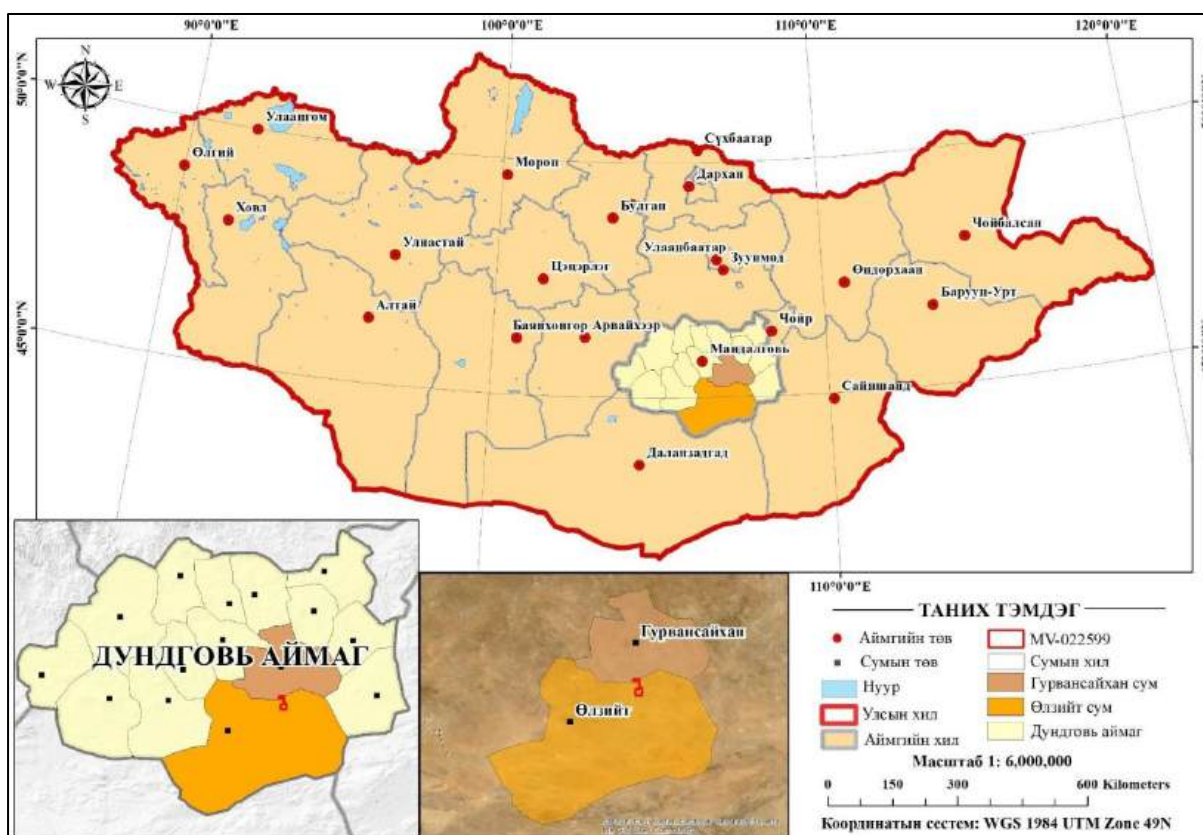 90°0'0"E
100°0'0"E
110°0'0"E
120°0'0"E
50°0'0"N
45°0'0"N
N
W
E
S
Улаангом
Өлгий
Ховд
Мөрөн
Сүхбаатар
Дархан
Булган
Улиастай
Цэцэрлэг
Улаанбаатар
Зуунмод
Чойбалсан
Өндөрхаан
Баруун-Урт
Алтай
Баянхонгор
Арвайхээр
Чойр
Мандалговь
Сайншанд
Даланзадгад
110°0'0"E
ДУНДГОВЬ АЙМАГ
Гурвансайхан
Өлзийт
ТАНИХ ТЭМДЭГ
Аймгийн төв
Сумын төв
Нуур
Улсын хил
Аймгийн хил
MV-022599
Сумын хил
Гурвансайхан сум
Өлзийт сум
Дундговь аймаг
Масштаб 1: 6,000,000
0 150 300 600 Kilometers
Координатын сестем: WGS 1984 UTM Zone 49N